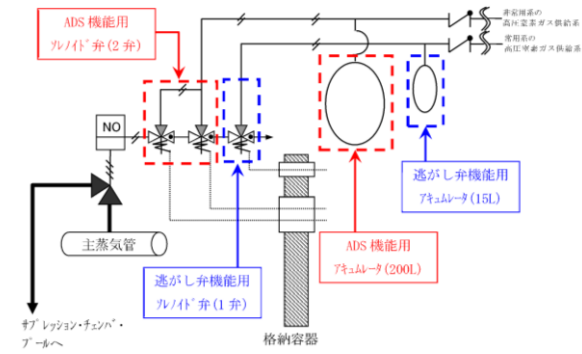 ADS 機能用
ｿﾚﾉｲﾄﾞ弁(2 弁)
非常用系の
高圧窒素ガス供給系
常用系の
高圧窒素ガス供給系
NO
主蒸気管
逃がし弁機能用
ｱｷｭﾑﾚｰﾀ(15L)
ADS 機能用
ｱｷｭﾑﾚｰﾀ(200L)
逃がし弁機能用
ｿﾚﾉｲﾄﾞ弁(1 弁)
ｻﾌﾟﾚｯｼｮﾝ･ﾁｪﾝﾊﾞ･
ﾌﾟｰﾙへ
格納容器